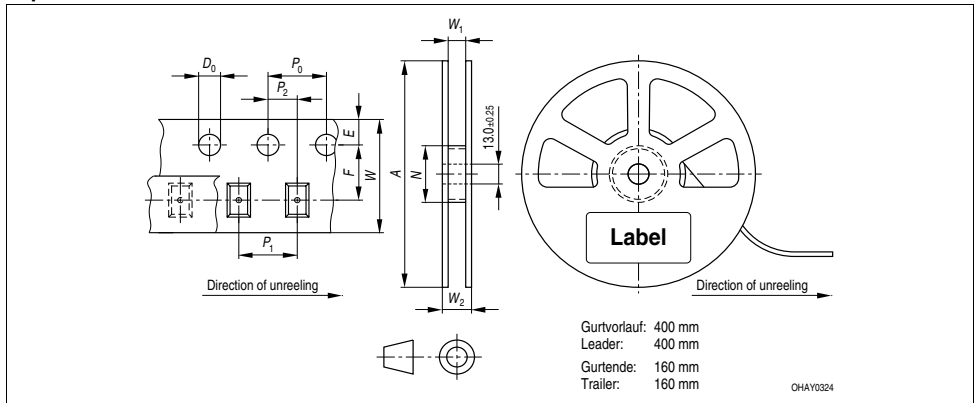 W1
D0
P0
P2
E
F
W
A
N
13.0±0.25
Label
P1
Direction of unreeling
W2
Direction of unreeling
Gurtvorlauf: 400 mm
Leader: 400 mm
Gurtende: 160 mm
Trailer: 160 mm
OHAY0324